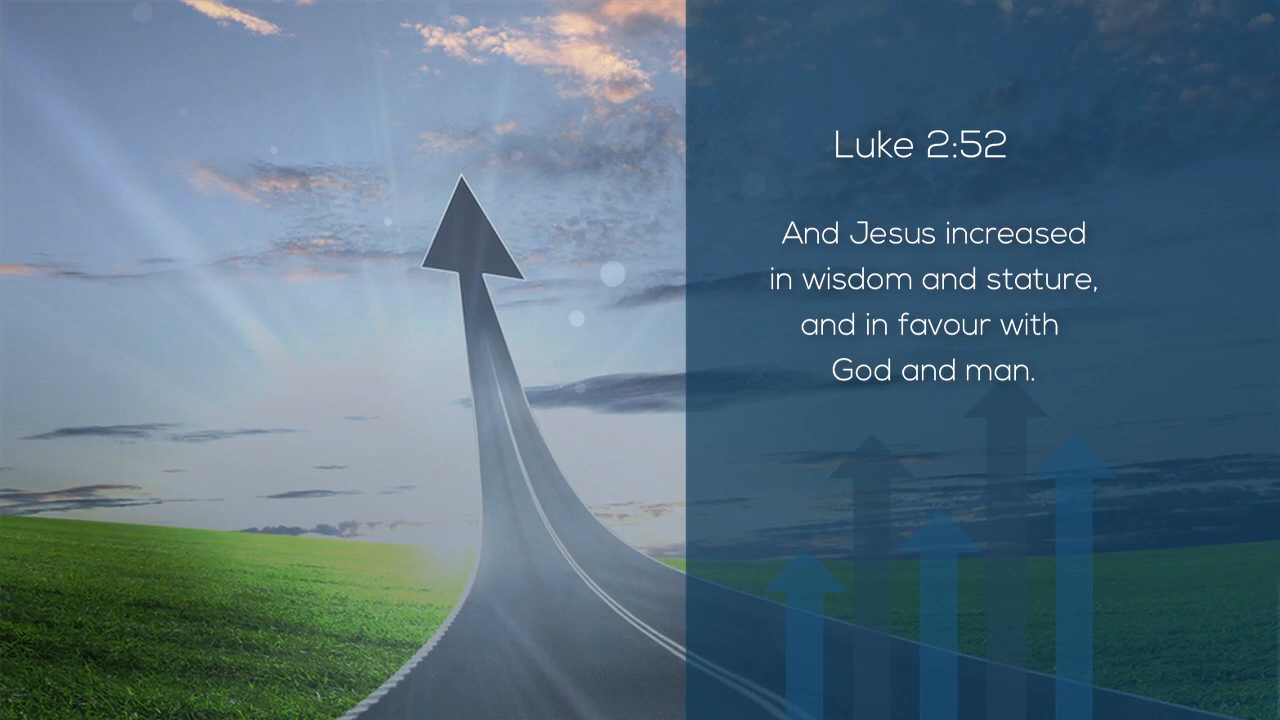 Luke 2:52
And Jesus increased
in wisdom and stature,
and in favour with
God and man.